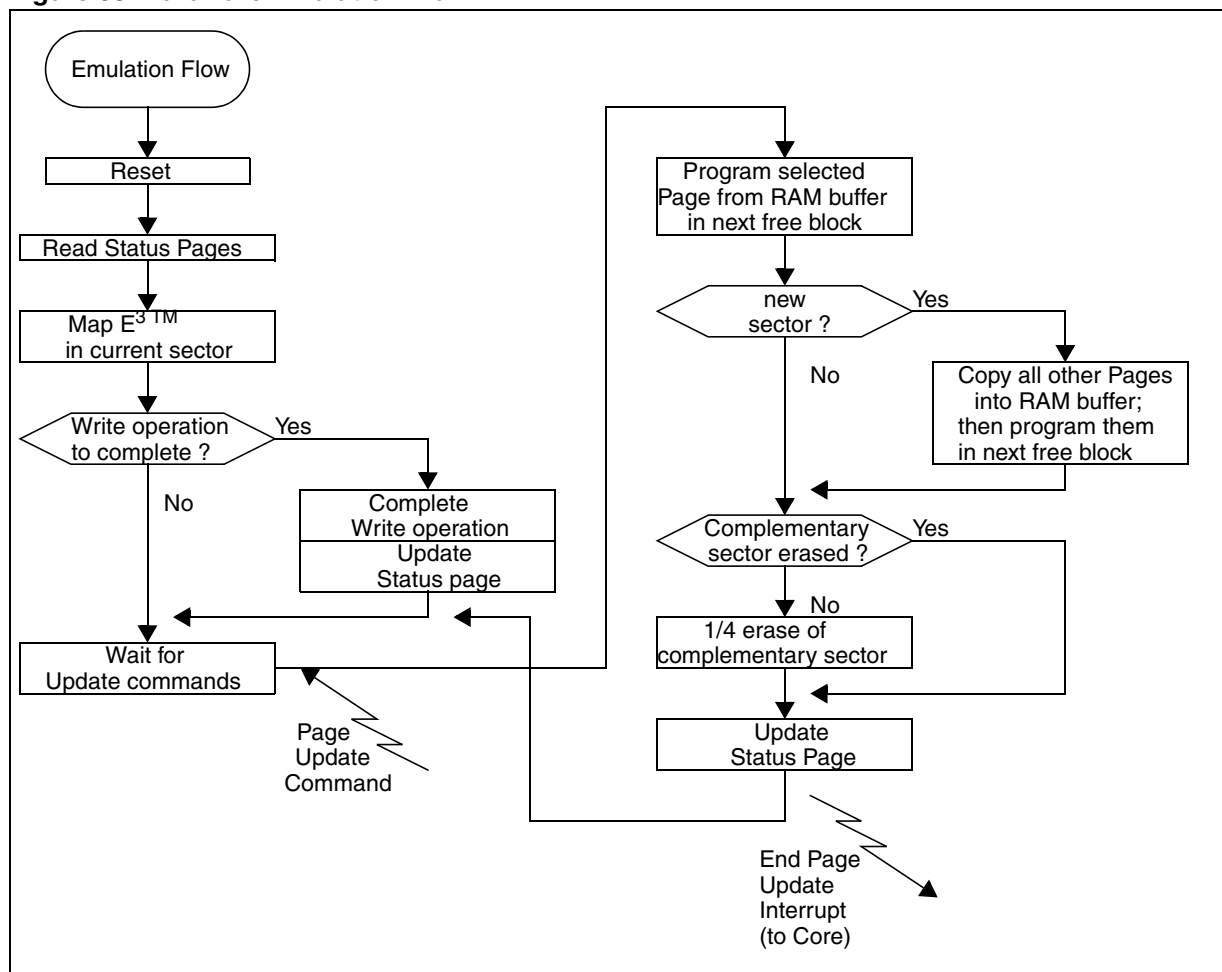 Emulation Flow
Reset
Read Status Pages
Map E3 TM
in current sector
Write operation
to complete ?
Yes
No
Complete
Write operation
Update
Status page
Wait for
Update commands
Page
Update
Command
Program selected
Page from RAM buffer
in next free block
new
sector ?
Yes
No
Copy all other Pages
into RAM buffer;
then program them
in next free block
Complementary
sector erased ?
Yes
No
1/4 erase of
complementary sector
Update
Status Page
End Page
Update
Interrupt
(to Core)